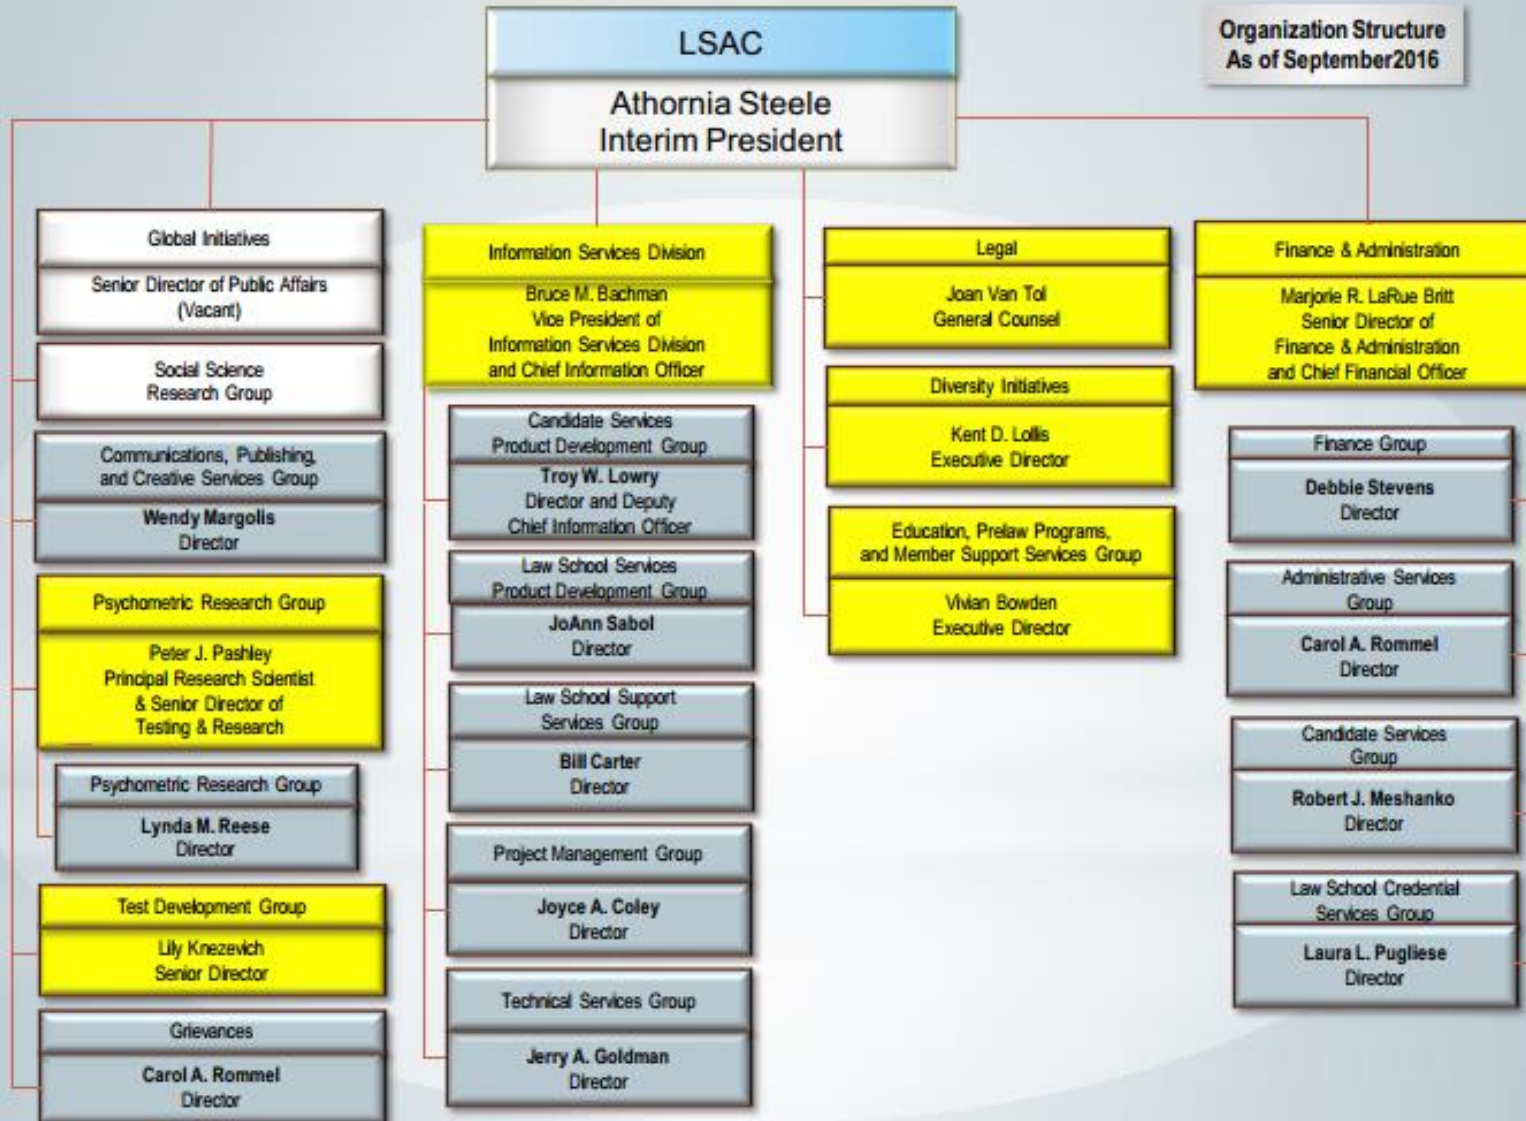 LSAC
Athornia Steele
Interim President
Organization Structure
As of September2016
Global Initiatives
Senior Director of Public Affairs
(Vacant)
Social Science
Research Group
Communications, Publishing,
and Creative Services Group
Wendy Margolis
Director
Psychometric Research Group
Peter J. Pashley
Principal Research Scientist
& Senior Director of
Testing & Research
Psychometric Research Group
Lynda M. Reese
Director
Test Development Group
Lily Knezevich
Senior Director
Grievances
Carol A. Rommel
Director
Information Services Division
Bruce M. Bachman
Vice President of
Information Services Division
and Chief Information Officer
Candidate Services
Product Development Group
Troy W. Lowry
Director and Deputy
Chief Information Officer
Law School Services
Product Development Group
JoAnn Sabol
Director
Law School Support
Services Group
Bill Carter
Director
Project Management Group
Joyce A. Coley
Director
Technical Services Group
Jerry A. Goldman
Director
Legal
Joan Van Tol
General Counsel
Diversity Initiatives
Kent D. Lollis
Executive Director
Education, Prelaw Programs,
and Member Support Services Group
Vivian Bowden
Executive Director
Finance & Administration
Marjorie R. LaRue Britt
Senior Director of
Finance & Administration
and Chief Financial Officer
Finance Group
Debbie Stevens
Director
Administrative Services
Group
Carol A. Rommel
Director
Candidate Services
Group
Robert J. Meshanko
Director
Law School Credential
Services Group
Laura L. Pugliese
Director